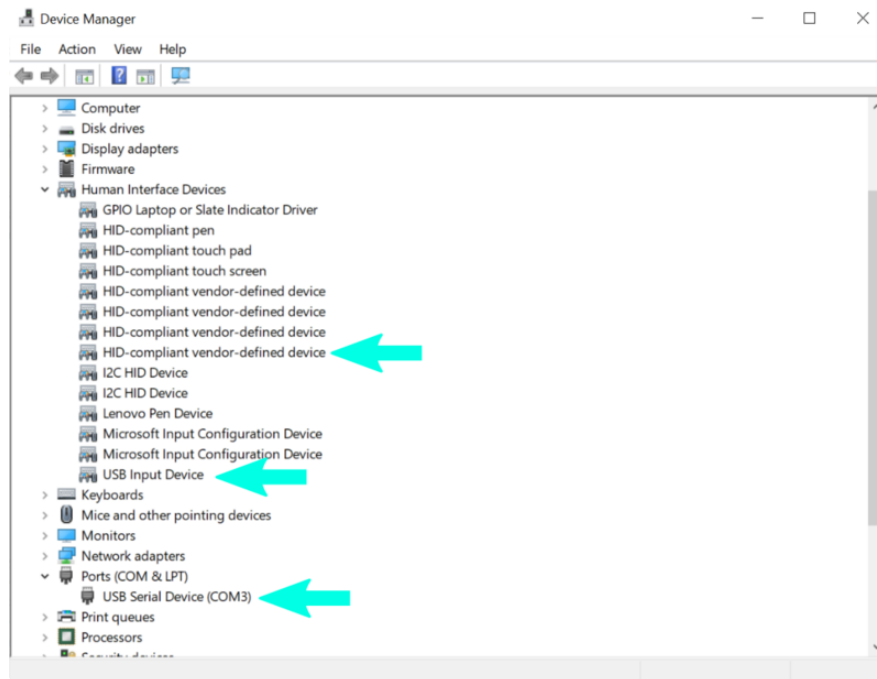 Device Manager
File Action View Help
Computer
Disk drives
Display adapters
Firmware
Human Interface Devices
GPIO Laptop or Slate Indicator Driver
HID-compliant pen
HID-compliant touch pad
HID-compliant touch screen
HID-compliant vendor-defined device
HID-compliant vendor-defined device
HID-compliant vendor-defined device
HID-compliant vendor-defined device
I2C HID Device
I2C HID Device
Lenovo Pen Device
Microsoft Input Configuration Device
Microsoft Input Configuration Device
USB Input Device
Keyboards
Mice and other pointing devices
Monitors
Network adapters
Ports (COM & LPT)
USB Serial Device (COM3)
Print queues
Processors
Security devices